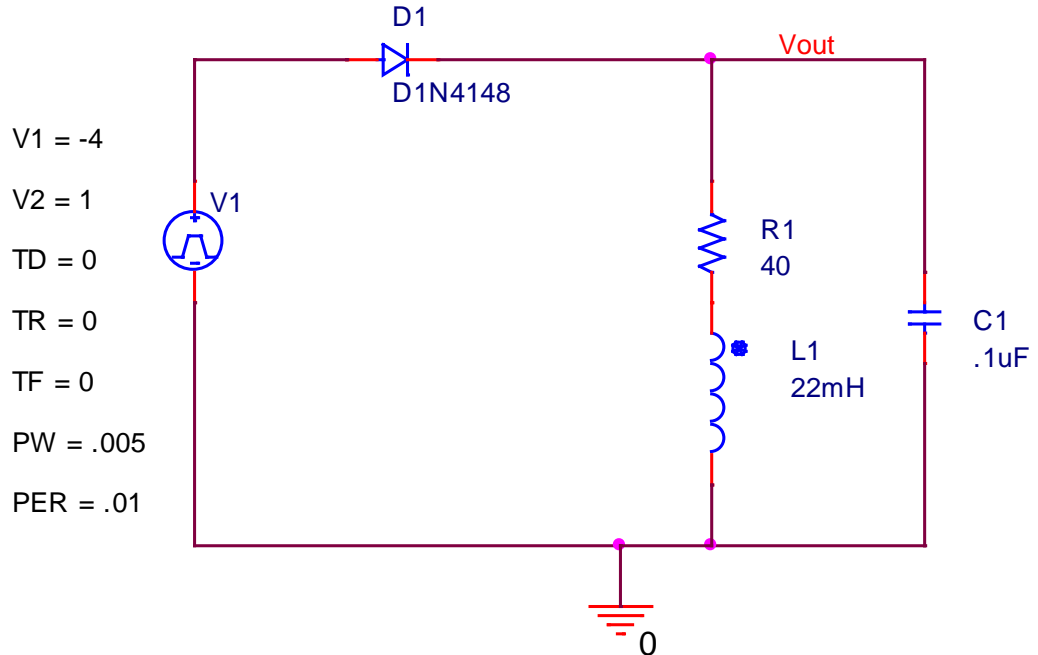 D1
Vout
D1N4148
V1 = -4
V2 = 1
V1
TD = 0
R1
40
TR = 0
C1
.1uF
L1
22mH
TF = 0
PW = .005
PER = .01
0